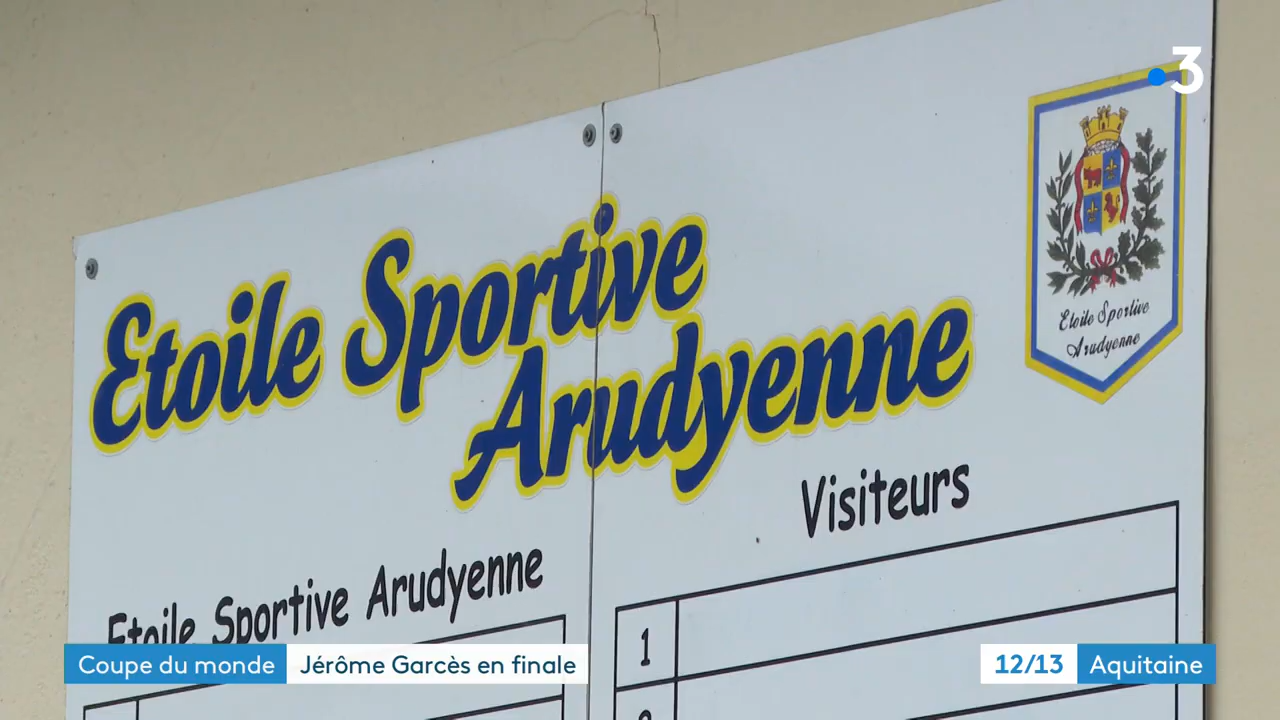 3
Etoile Sportive
Arudyenne
Etoile Sportive
Arudyenne
Visiteurs
Etoile Sportive Arudyenne
1
Coupe du monde
Jérôme Garcès en finale
12/13
Aquitaine